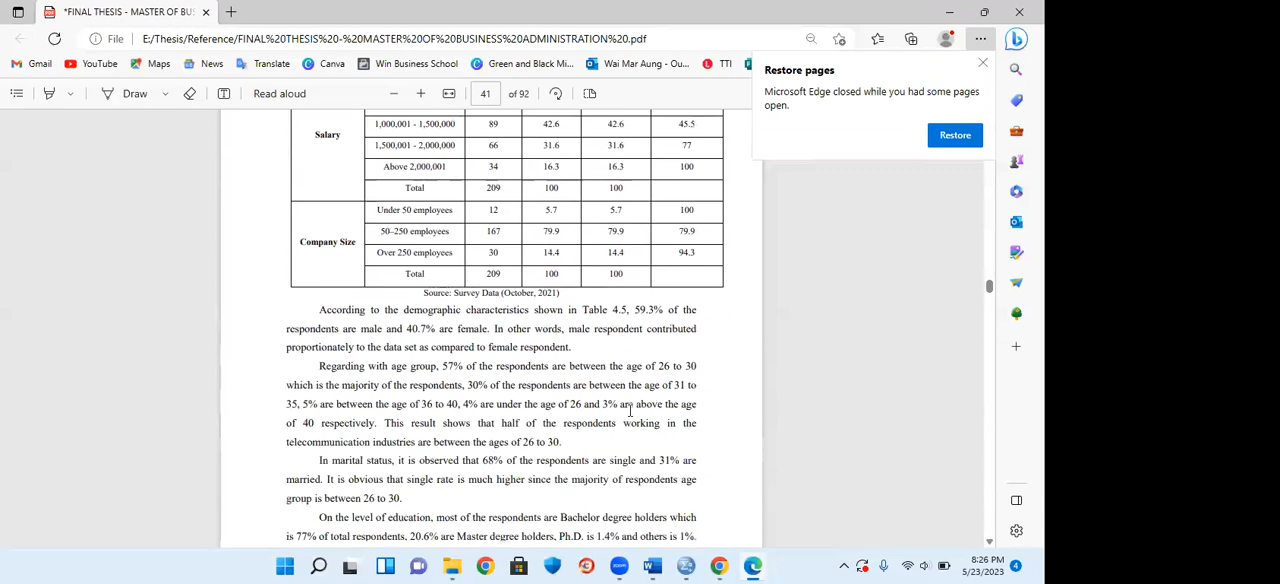 *FINAL THESIS - MASTER OF BUS
File
E:/Thesis/Reference/FINAL%20THESIS%20-%20MASTER%20OF%20BUSINESS%20ADMINISTRATION%20.pdf
Gmail
YouTube
Maps
News
Translate
Canva
Win Business School
Green and Black Mi...
Wai Mar Aung - Ou...
TTI
Draw
Read aloud
41
of 92
Restore pages
Microsoft Edge closed while you had some pages
open.
Restore
Salary
1,000,001 - 1,500,000 89 42.6 42.6 45.5
1,500,001 - 2,000,000 66 31.6 31.6 77
Above 2,000,001 34 16.3 16.3 100
Total 209 100 100
Company Size
Under 50 employees 12 5.7 5.7 100
50–250 employees 167 79.9 79.9 79.9
Over 250 employees 30 14.4 14.4 94.3
Total 209 100 100
Source: Survey Data (October, 2021)
According to the demographic characteristics shown in Table 4.5, 59.3% of the
respondents are male and 40.7% are female. In other words, male respondent contributed
proportionately to the data set as compared to female respondent.
Regarding with age group, 57% of the respondents are between the age of 26 to 30
which is the majority of the respondents, 30% of the respondents are between the age of 31 to
35, 5% are between the age of 36 to 40, 4% are under the age of 26 and 3% are above the age
of 40 respectively. This result shows that half of the respondents working in the
telecommunication industries are between the ages of 26 to 30.
In marital status, it is observed that 68% of the respondents are single and 31% are
married. It is obvious that single rate is much higher since the majority of respondents age
group is between 26 to 30.
On the level of education, most of the respondents are Bachelor degree holders which
is 77% of total respondents, 20.6% are Master degree holders, Ph.D. is 1.4% and others is 1%.
8:26 PM
5/23/2023
4